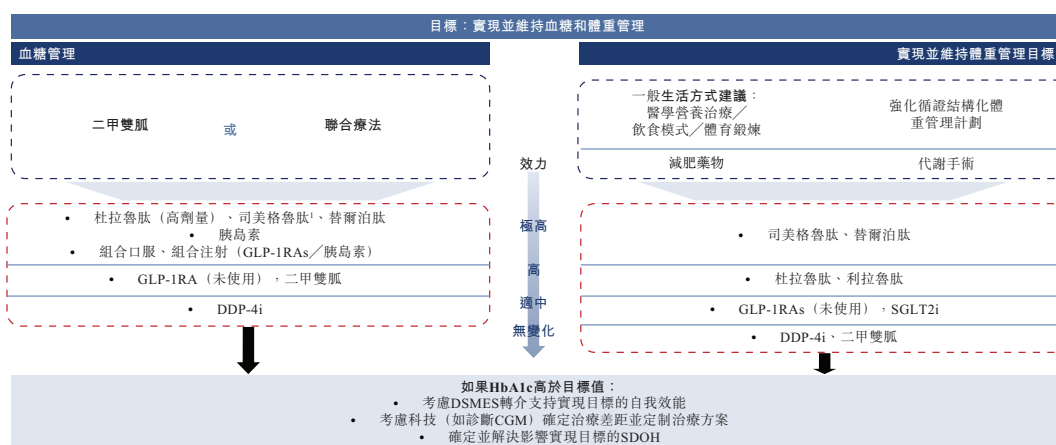 目標：實現並維持血糖和體重管理
血糖管理
二甲雙胍
或
聯合療法
• 杜拉魯肽（高劑量）、司美格魯肽¹、替爾泊肽
• 胰島素
• 組合口服、組合注射（GLP-1RAs／胰島素）
• GLP-1RA（未使用），二甲雙胍
• DDP-4i
效力
極高
高
適中
無變化
實現並維持體重管理目標
一般生活方式建議：
醫學營養治療／
飲食模式／體育鍛煉
強化循證結構化體
重管理計劃
減肥藥物
代謝手術
• 司美格魯肽、替爾泊肽
• 杜拉魯肽、利拉魯肽
• GLP-1RAs（未使用），SGLT2i
• DDP-4i、二甲雙胍
如果HbA1c高於目標值：
• 考慮DSMES轉介支持實現目標的自我效能
• 考慮科技（如診斷CGM）確定治療差距並定制治療方案
• 確定並解決影響實現目標的SDOH